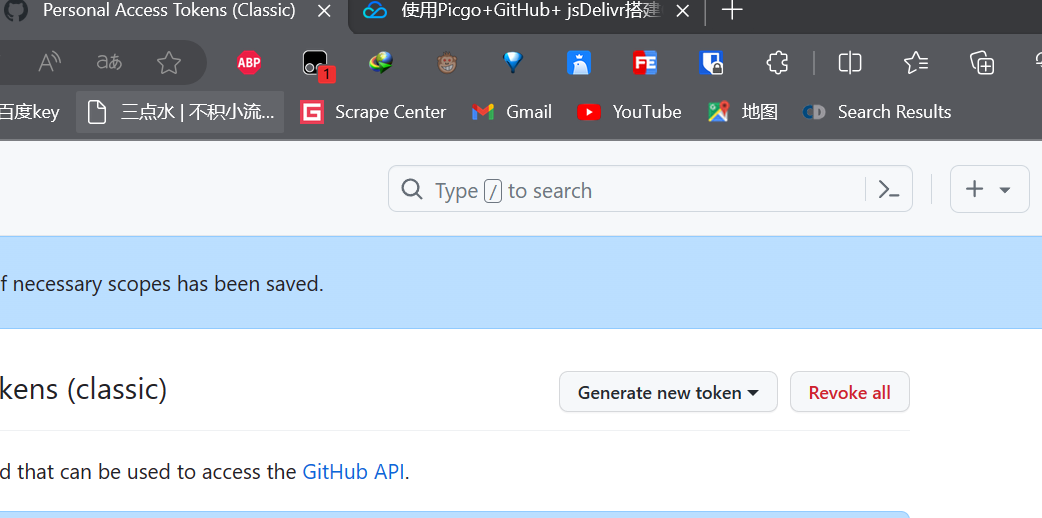 Personal Access Tokens (Classic)
使用Picgo+GitHub+ jsDelivr搭建
A
aあ
ABP
1
FE
百度key
三点水 | 不积小流...
Scrape Center
Gmail
YouTube
地图
CD
Search Results
Type / to search
f necessary scopes has been saved.
kens (classic)
Generate new token
Revoke all
d that can be used to access the GitHub API.